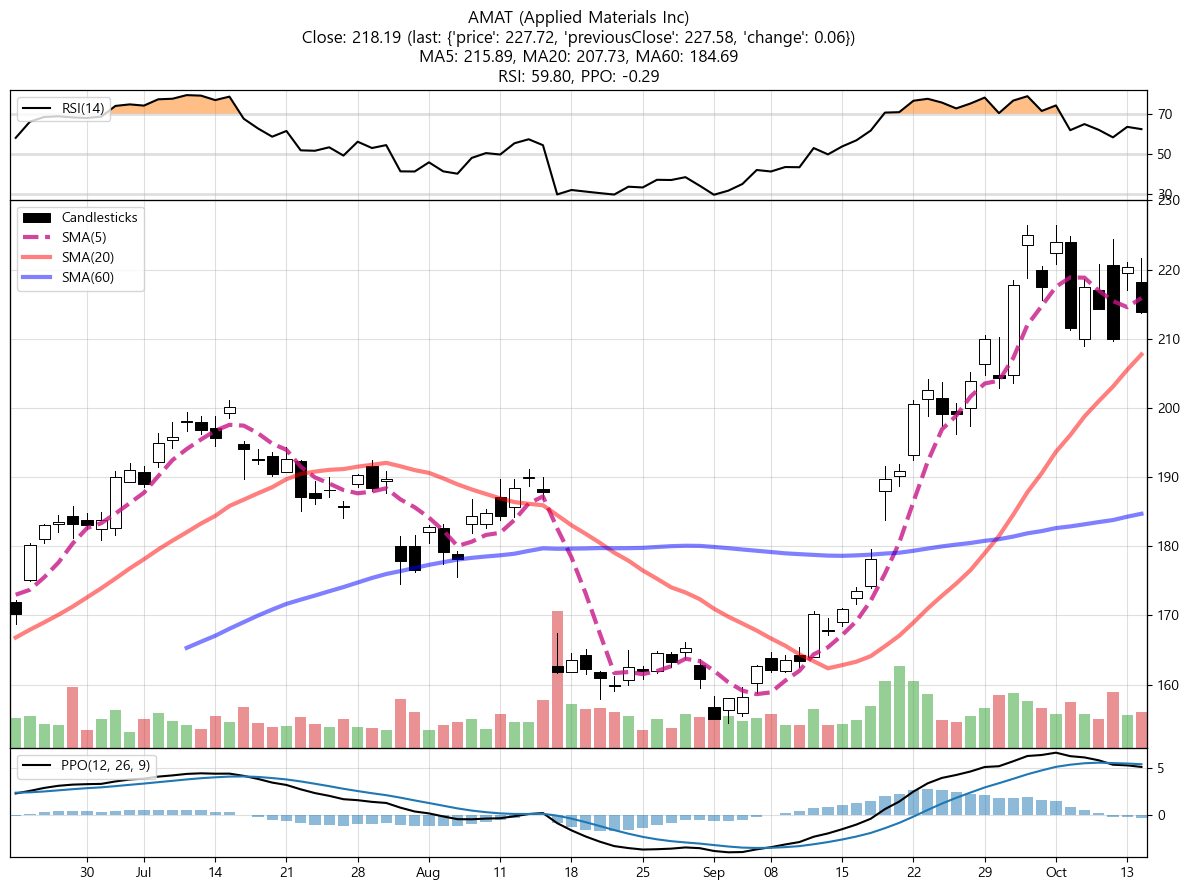 AMAT (Applied Materials Inc)
Close: 218.19 (last: {'price': 227.72, 'previousClose': 227.58, 'change': 0.06})
MA5: 215.89, MA20: 207.73, MA60: 184.69
RSI: 59.80, PPO: -0.29
RSI(14)
70
50
30
230
Candlesticks
SMA(5)
SMA(20)
SMA(60)
220
210
200
190
180
170
160
PPO(12, 26, 9)
5
0
30 Jul 14 21 28 Aug 11 18 25 Sep 08 15 22 29 Oct 13